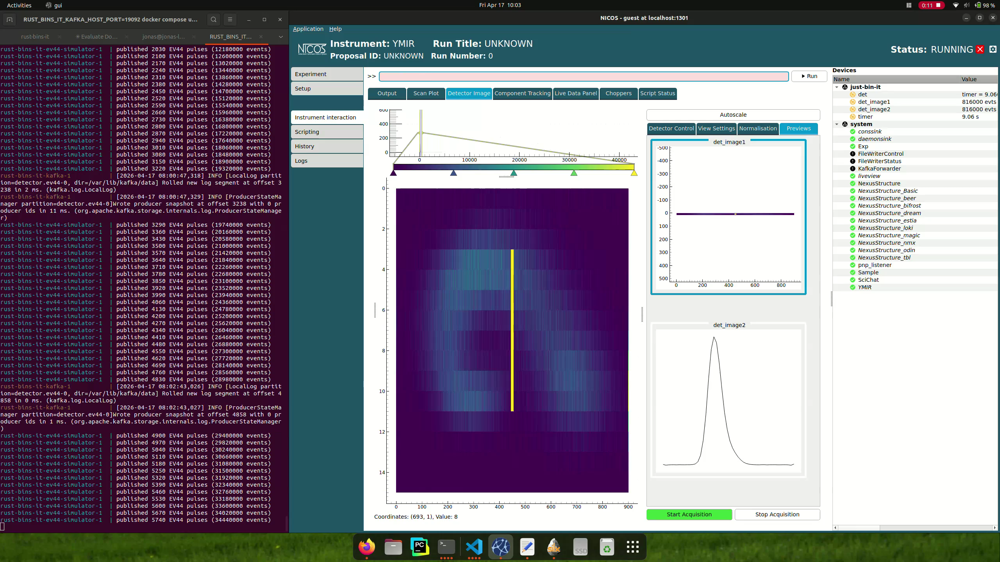 Activities
gui
Fri Apr 17  10:03
0:11
98 %
RUST_BINS_IT_KAFKA_HOST_PORT=19092 docker compose u...
rust-bins-it
✳ Evaluate Do...
jonas@jonas-l...
RUST_BINS_IT...
rust-bins-it-ev44-simulator-1  | published 2030 EV44 pulses (12180000 events)
rust-bins-it-ev44-simulator-1  | published 2100 EV44 pulses (12600000 events)
rust-bins-it-ev44-simulator-1  | published 2170 EV44 pulses (13020000 events)
rust-bins-it-ev44-simulator-1  | published 2240 EV44 pulses (13440000 events)
rust-bins-it-ev44-simulator-1  | published 2310 EV44 pulses (13860000 events)
rust-bins-it-ev44-simulator-1  | published 2380 EV44 pulses (14280000 events)
rust-bins-it-ev44-simulator-1  | published 2450 EV44 pulses (14700000 events)
rust-bins-it-ev44-simulator-1  | published 2520 EV44 pulses (15120000 events)
rust-bins-it-ev44-simulator-1  | published 2590 EV44 pulses (15540000 events)
rust-bins-it-ev44-simulator-1  | published 2660 EV44 pulses (15960000 events)
rust-bins-it-ev44-simulator-1  | published 2730 EV44 pulses (16380000 events)
rust-bins-it-ev44-simulator-1  | published 2800 EV44 pulses (16800000 events)
rust-bins-it-ev44-simulator-1  | published 2870 EV44 pulses (17220000 events)
rust-bins-it-ev44-simulator-1  | published 2940 EV44 pulses (17640000 events)
rust-bins-it-ev44-simulator-1  | published 3010 EV44 pulses (18060000 events)
rust-bins-it-ev44-simulator-1  | published 3080 EV44 pulses (18480000 events)
rust-bins-it-ev44-simulator-1  | published 3150 EV44 pulses (18900000 events)
rust-bins-it-ev44-simulator-1  | published 3220 EV44 pulses (19320000 events)
rust-bins-it-kafka-1           | [2026-04-17 08:00:47,318] INFO [LocalLog partit
ion=detector.ev44-0, dir=/var/lib/kafka/data] Rolled new log segment at offset 3
238 in 2 ms. (kafka.log.LocalLog)
rust-bins-it-kafka-1           | [2026-04-17 08:00:47,329] INFO [ProducerStateMa
nager partition=detector.ev44-0]Wrote producer snapshot at offset 3238 with 0 pr
oducer ids in 11 ms. (org.apache.kafka.storage.internals.log.ProducerStateManage
r)
rust-bins-it-ev44-simulator-1  | published 3290 EV44 pulses (19740000 events)
rust-bins-it-ev44-simulator-1  | published 3360 EV44 pulses (20160000 events)
rust-bins-it-ev44-simulator-1  | published 3430 EV44 pulses (20580000 events)
rust-bins-it-ev44-simulator-1  | published 3500 EV44 pulses (21000000 events)
rust-bins-it-ev44-simulator-1  | published 3570 EV44 pulses (21420000 events)
rust-bins-it-ev44-simulator-1  | published 3640 EV44 pulses (21840000 events)
rust-bins-it-ev44-simulator-1  | published 3710 EV44 pulses (22260000 events)
rust-bins-it-ev44-simulator-1  | published 3780 EV44 pulses (22680000 events)
rust-bins-it-ev44-simulator-1  | published 3850 EV44 pulses (23100000 events)
rust-bins-it-ev44-simulator-1  | published 3920 EV44 pulses (23520000 events)
rust-bins-it-ev44-simulator-1  | published 3990 EV44 pulses (23940000 events)
rust-bins-it-ev44-simulator-1  | published 4060 EV44 pulses (24360000 events)
rust-bins-it-ev44-simulator-1  | published 4130 EV44 pulses (24780000 events)
rust-bins-it-ev44-simulator-1  | published 4200 EV44 pulses (25200000 events)
rust-bins-it-ev44-simulator-1  | published 4270 EV44 pulses (25620000 events)
rust-bins-it-ev44-simulator-1  | published 4340 EV44 pulses (26040000 events)
rust-bins-it-ev44-simulator-1  | published 4410 EV44 pulses (26460000 events)
rust-bins-it-ev44-simulator-1  | published 4480 EV44 pulses (26880000 events)
rust-bins-it-ev44-simulator-1  | published 4550 EV44 pulses (27300000 events)
rust-bins-it-ev44-simulator-1  | published 4620 EV44 pulses (27720000 events)
rust-bins-it-ev44-simulator-1  | published 4690 EV44 pulses (28140000 events)
rust-bins-it-ev44-simulator-1  | published 4760 EV44 pulses (28560000 events)
rust-bins-it-ev44-simulator-1  | published 4830 EV44 pulses (28980000 events)
rust-bins-it-kafka-1           | [2026-04-17 08:02:43,026] INFO [LocalLog partit
ion=detector.ev44-0, dir=/var/lib/kafka/data] Rolled new log segment at offset 4
858 in 0 ms. (kafka.log.LocalLog)
rust-bins-it-kafka-1           | [2026-04-17 08:02:43,027] INFO [ProducerStateMa
nager partition=detector.ev44-0]Wrote producer snapshot at offset 4858 with 0 pr
oducer ids in 1 ms. (org.apache.kafka.storage.internals.log.ProducerStateManager
)
rust-bins-it-ev44-simulator-1  | published 4900 EV44 pulses (29400000 events)
rust-bins-it-ev44-simulator-1  | published 4970 EV44 pulses (29820000 events)
rust-bins-it-ev44-simulator-1  | published 5040 EV44 pulses (30240000 events)
rust-bins-it-ev44-simulator-1  | published 5110 EV44 pulses (30660000 events)
rust-bins-it-ev44-simulator-1  | published 5180 EV44 pulses (31080000 events)
rust-bins-it-ev44-simulator-1  | published 5250 EV44 pulses (31500000 events)
rust-bins-it-ev44-simulator-1  | published 5320 EV44 pulses (31920000 events)
rust-bins-it-ev44-simulator-1  | published 5390 EV44 pulses (32340000 events)
rust-bins-it-ev44-simulator-1  | published 5460 EV44 pulses (32760000 events)
rust-bins-it-ev44-simulator-1  | published 5530 EV44 pulses (33180000 events)
rust-bins-it-ev44-simulator-1  | published 5600 EV44 pulses (33600000 events)
rust-bins-it-ev44-simulator-1  | published 5670 EV44 pulses (34020000 events)
rust-bins-it-ev44-simulator-1  | published 5740 EV44 pulses (34440000 events)
NICOS - guest at localhost:1301
Application Help
NICOS
Instrument: YMIR Run Title: UNKNOWN
Proposal ID: UNKNOWN Run Number: 0
Status: RUNNING
Experiment
Setup
Instrument interaction
Scripting
History
Logs
>>
Run
Output
Scan Plot
Detector Image
Component Tracking
Live Data Panel
Choppers
Script Status
600
400
200
0
0 10000 20000 30000 40000
0
2
4
6
8
10
12
14
0 100 200 300 400 500 600 700 800 900
Coordinates: (693, 1), Value: 8
Autoscale
Detector Control
View Settings
Normalisation
Previews
det_image1
-500
-400
-300
-200
-100
0
100
200
300
400
500
0 200 400 600 800
det_image2
Start Acquisition
Stop Acquisition
Devices
Name Value
just-bin-it
det timer = 9.06
det_image1 816000 evts
det_image2 816000 evts
timer 9.06 s
system
conssink
daemonsink
Exp
FileWriterControl
FileWriterStatus
KafkaForwarder
liveview
NexusStructure
NexusStructure_Basic
NexusStructure_beer
NexusStructure_bifrost
NexusStructure_dream
NexusStructure_estia
NexusStructure_loki
NexusStructure_magic
NexusStructure_nmx
NexusStructure_odin
NexusStructure_tbl
pnp_listener
Sample
SciChat
YMIR
PC
>_
silx
SSD